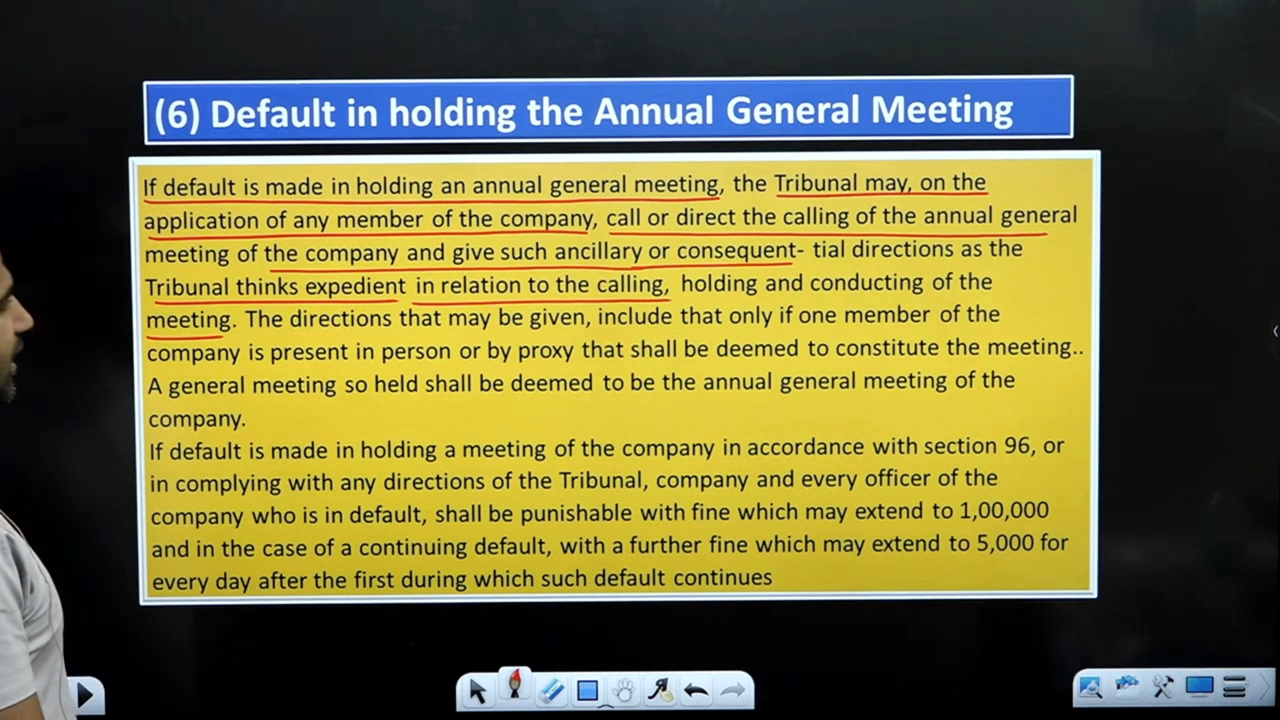 (6) Default in holding the Annual General Meeting
If default is made in holding an annual general meeting, the Tribunal may, on the
application of any member of the company, call or direct the calling of the annual general
meeting of the company and give such ancillary or consequent- tial directions as the
Tribunal thinks expedient in relation to the calling, holding and conducting of the
meeting. The directions that may be given, include that only if one member of the
company is present in person or by proxy that shall be deemed to constitute the meeting..
A general meeting so held shall be deemed to be the annual general meeting of the
company.
If default is made in holding a meeting of the company in accordance with section 96, or
in complying with any directions of the Tribunal, company and every officer of the
company who is in default, shall be punishable with fine which may extend to 1,00,000
and in the case of a continuing default, with a further fine which may extend to 5,000 for
every day after the first during which such default continues